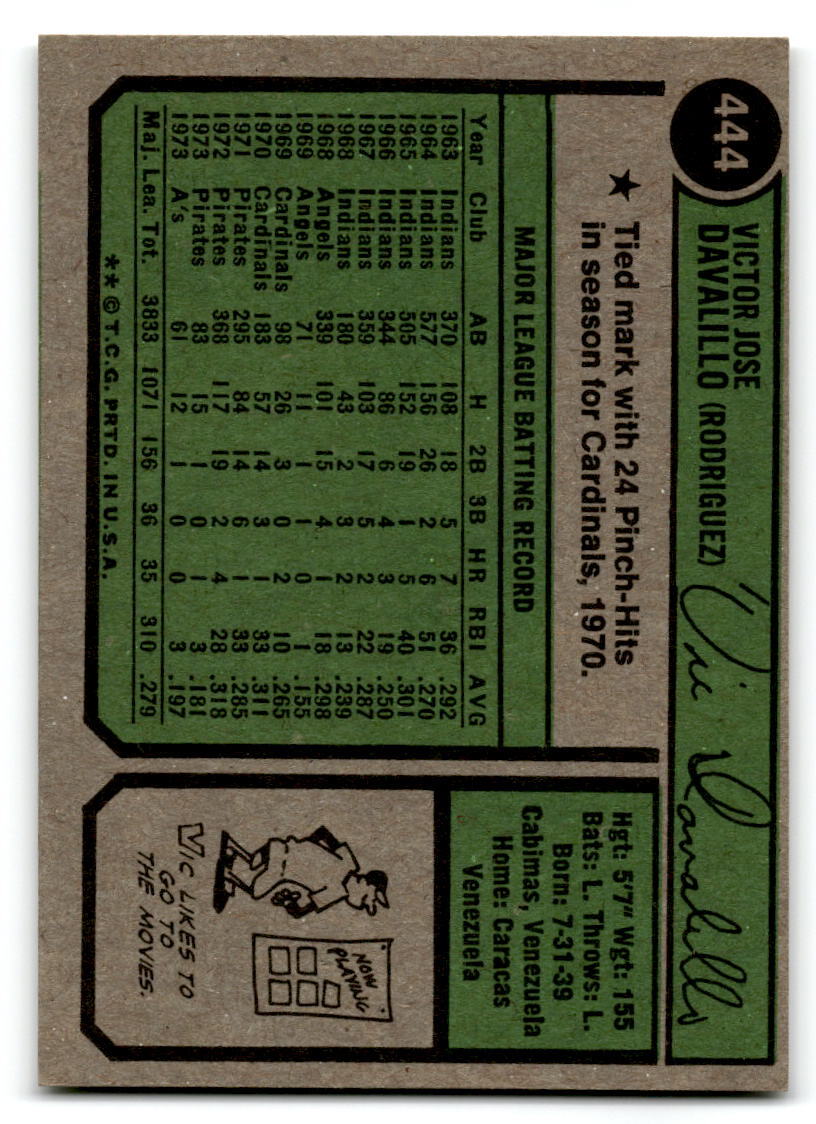 444
VICTOR JOSE
DAVALILLO (RODRIGUEZ)
Vic Davalillo
★ Tied mark with 24 Pinch-Hits
in season for Cardinals, 1970.
MAJOR LEAGUE BATTING RECORD
Year Club AB H 2B 3B HR RBI AVG
1963 Indians 370 108 18 5 7 36 .292
1964 Indians 577 156 26 2 6 51 .270
1965 Indians 505 152 19 1 5 40 .301
1966 Indians 344 86 6 4 3 19 .250
1967 Indians 359 103 17 5 2 22 .287
1968 Indians 180 43 2 3 2 13 .239
1968 Angels 339 101 15 4 1 18 .298
1969 Angels 71 11 1 1 0 1 .155
1969 Cardinals 98 26 3 0 2 10 .265
1970 Cardinals 183 57 14 3 1 33 .311
1971 Pirates 295 84 14 6 1 33 .285
1972 Pirates 368 117 19 2 4 28 .318
1973 Pirates 83 15 1 0 1 3 .181
1973 A's 61 12 1 0 0 3 .197
Maj. Lea. Tot. 3833 1071 156 36 35 310 .279
** © T.C.G. PRTD. IN U.S.A.
Hgt: 5'7" Wgt: 155
Bats: L. Throws: L.
Born: 7-31-39
Cabimas, Venezuela
Home: Caracas
Venezuela
NOW
PLAYING
VIC LIKES TO
GO TO
THE MOVIES.